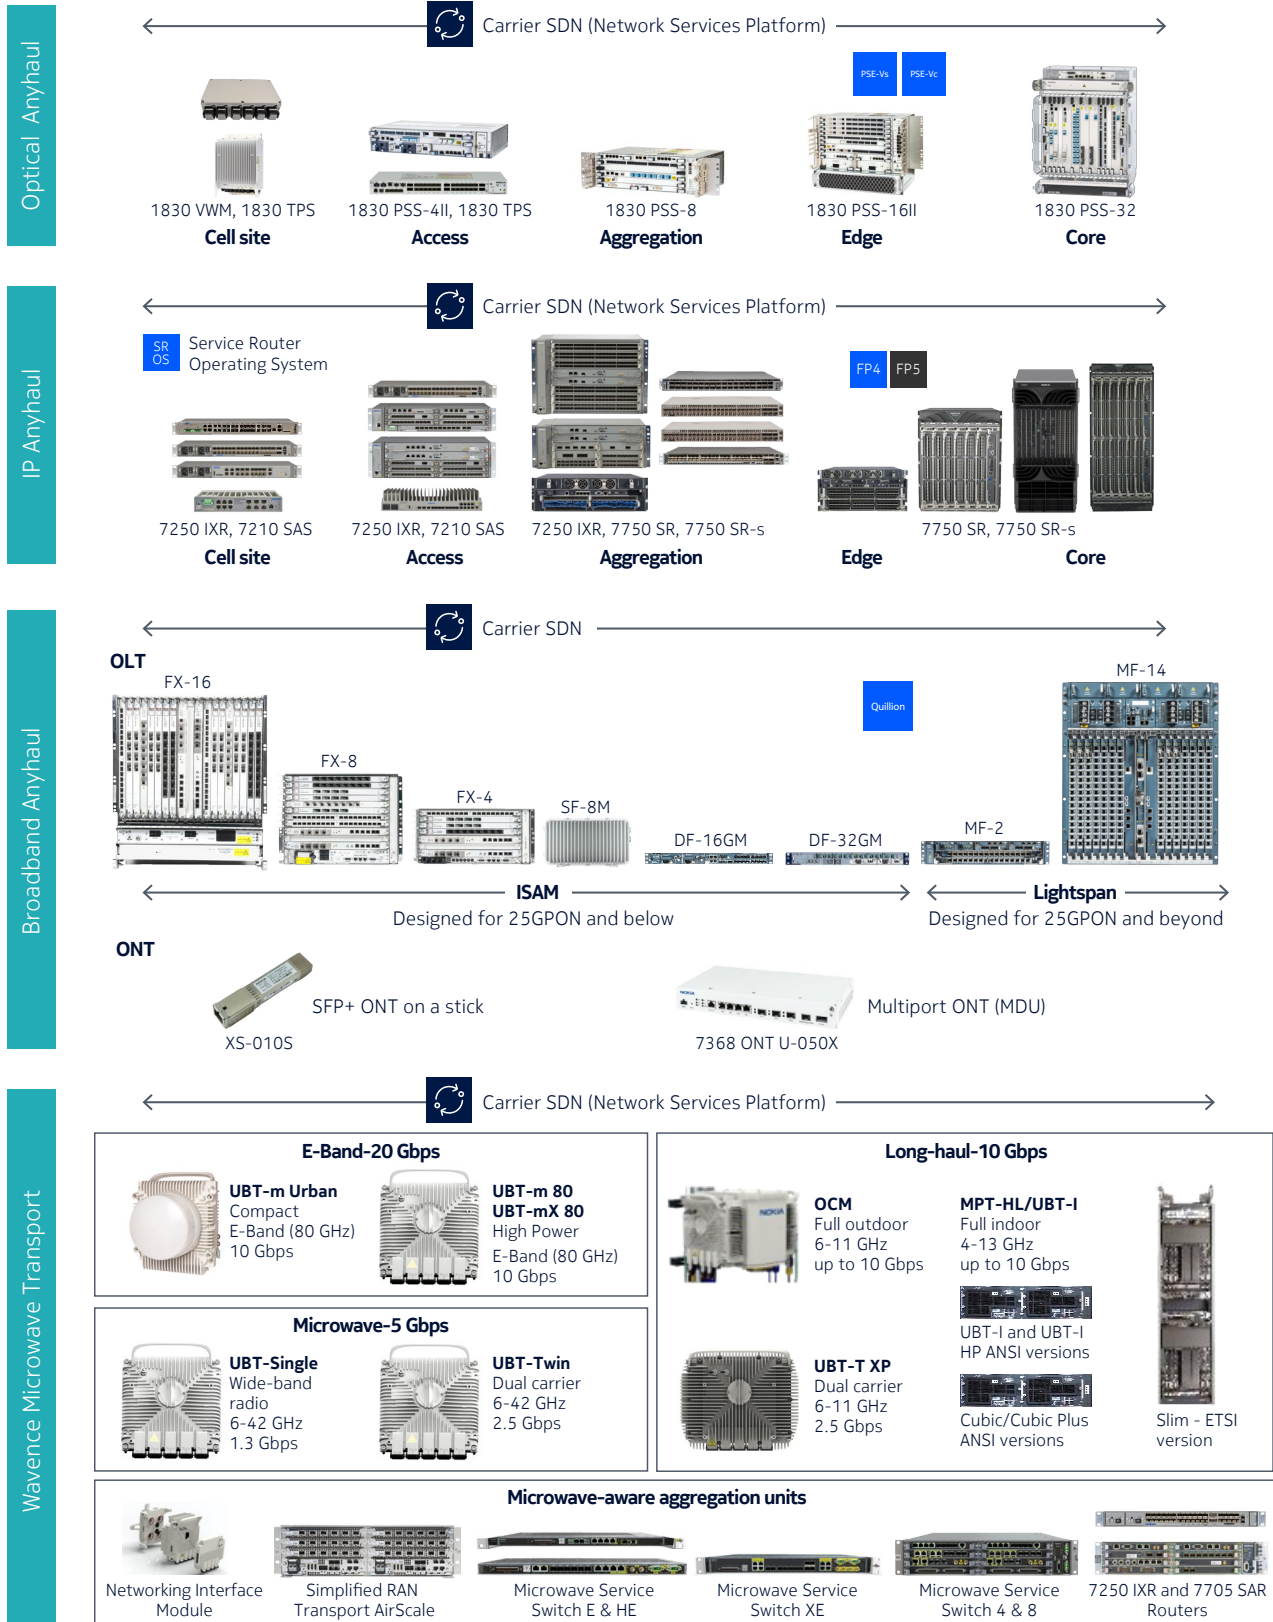 Optical Anyhaul
Carrier SDN (Network Services Platform)
PSE-Vs
PSE-Vc
1830 VWM, 1830 TPS
1830 PSS-4II, 1830 TPS
1830 PSS-8
1830 PSS-16II
1830 PSS-32
Cell site
Access
Aggregation
Edge
Core
IP Anyhaul
Carrier SDN (Network Services Platform)
SR
OS
Service Router
Operating System
FP4
FP5
7250 IXR, 7210 SAS
7250 IXR, 7210 SAS
7250 IXR, 7750 SR, 7750 SR-s
7750 SR, 7750 SR-s
Cell site
Access
Aggregation
Edge
Core
Broadband Anyhaul
Carrier SDN
OLT
FX-16
MF-14
Quillion
FX-8
FX-4
SF-8M
DF-16GM
DF-32GM
MF-2
ISAM
Designed for 25GPON and below
Lightspan
Designed for 25GPON and beyond
ONT
SFP+ ONT on a stick
XS-010S
NOKIA
Multiport ONT (MDU)
7368 ONT U-050X
Wavence Microwave Transport
Carrier SDN (Network Services Platform)
E-Band-20 Gbps
UBT-m Urban
Compact
E-Band (80 GHz)
10 Gbps
UBT-m 80
UBT-mX 80
High Power
E-Band (80 GHz)
10 Gbps
Microwave-5 Gbps
UBT-Single
Wide-band
radio
6-42 GHz
1.3 Gbps
UBT-Twin
Dual carrier
6-42 GHz
2.5 Gbps
Long-haul-10 Gbps
NOKIA
OCM
Full outdoor
6-11 GHz
up to 10 Gbps
MPT-HL/UBT-I
Full indoor
4-13 GHz
up to 10 Gbps
UBT-I and UBT-I
HP ANSI versions
UBT-T XP
Dual carrier
6-11 GHz
2.5 Gbps
Cubic/Cubic Plus
ANSI versions
Slim - ETSI
version
Microwave-aware aggregation units
Networking Interface
Module
Simplified RAN
Transport AirScale
Microwave Service
Switch E & HE
Microwave Service
Switch XE
Microwave Service
Switch 4 & 8
7250 IXR and 7705 SAR
Routers